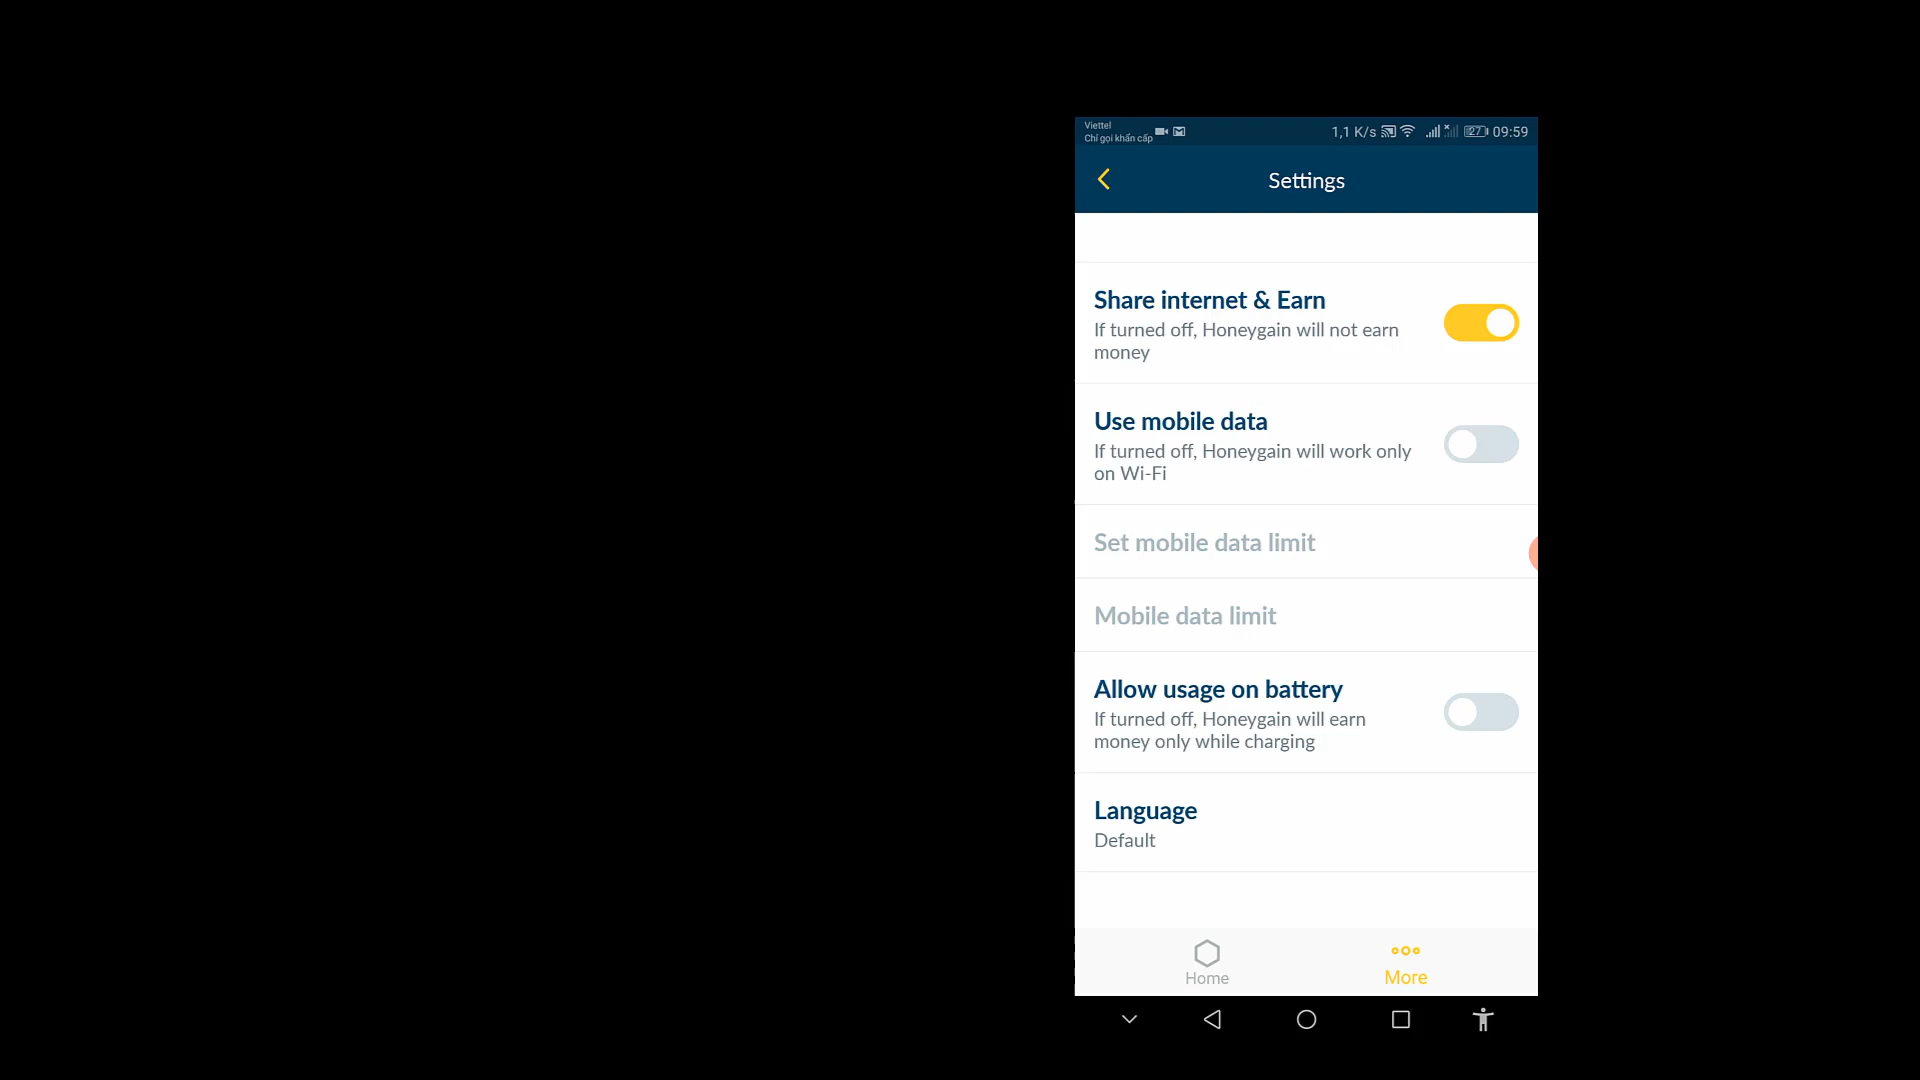 Viettel
Chỉ gọi khẩn cấp
1,1 K/s 27 09:59
Settings
Share internet & Earn
If turned off, Honeygain will not earn
money
Use mobile data
If turned off, Honeygain will work only
on Wi-Fi
Set mobile data limit
Mobile data limit
Allow usage on battery
If turned off, Honeygain will earn
money only while charging
Language
Default
Home
More